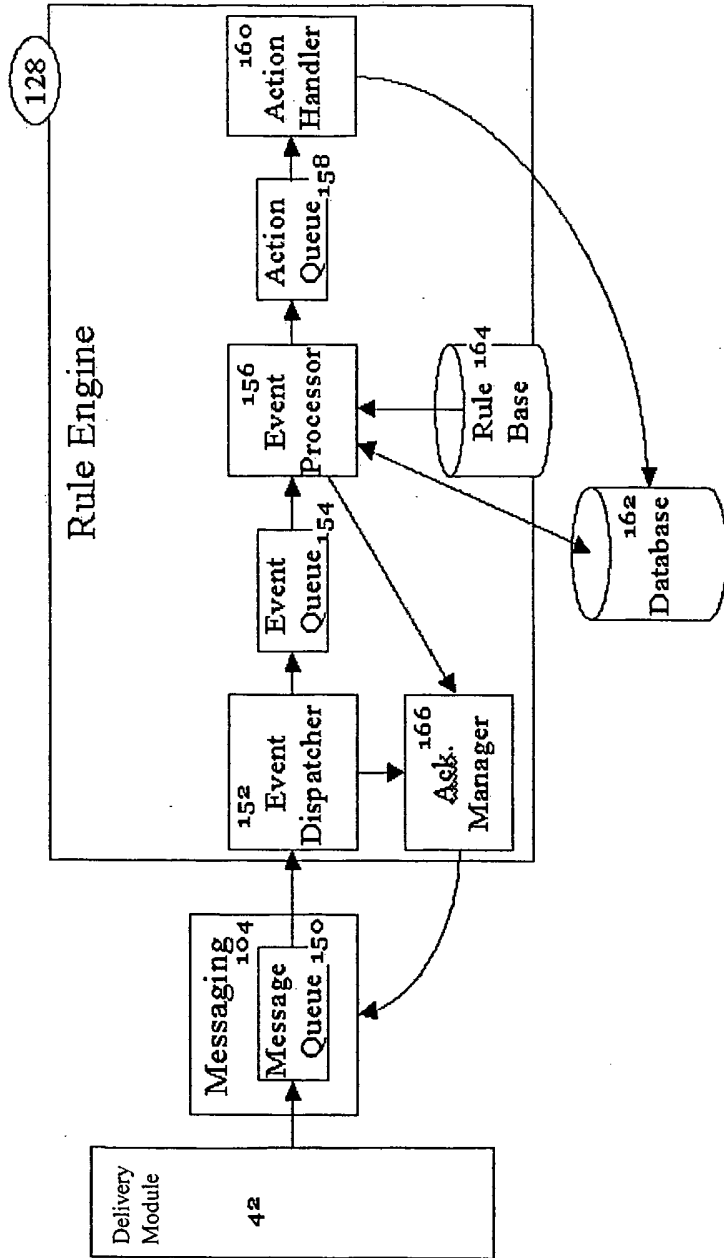 128
Rule Engine
Delivery
Module
42
Messaging
104
Message
Queue 150
152
Event
Dispatcher
Event
Queue 154
156
Event
Processor
Action
Queue 158
160
Action
Handler
166
Ack.
Manager
Rule 164
Base
162
Database